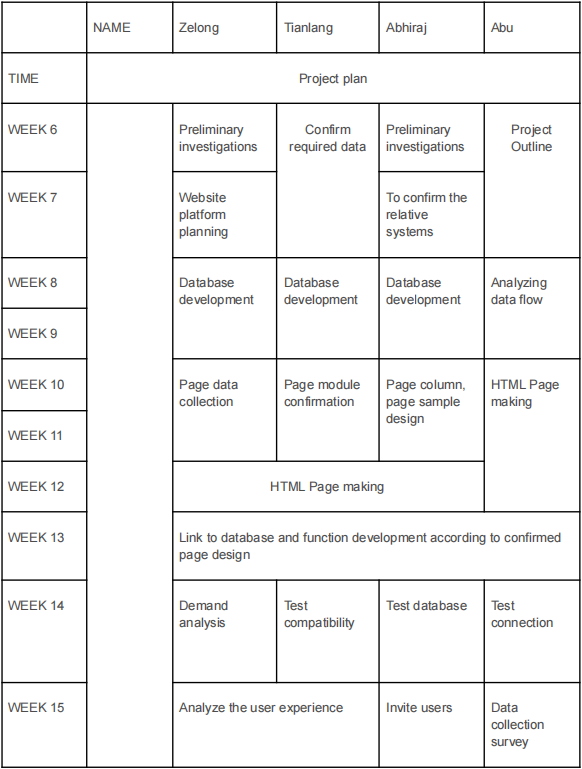 NAME Zelong Tianlang Abhiraj Abu
TIME Project plan
WEEK 6 Preliminary Confirm Preliminary Project
investigations required data investigations Outline
WEEK 7 Website To confirm the
platform relative
planning systems
WEEK 8 Database Database Database Analyzing
development development development data flow
WEEK 9
WEEK 10 Page data Page module Page column, HTML Page
collection confirmation page sample making
design
WEEK 11
WEEK 12 HTML Page making
WEEK 13 Link to database and function development according to confirmed
page design
WEEK 14 Demand Test Test database Test
analysis compatibility connection
WEEK 15 Analyze the user experience Invite users Data
collection
survey